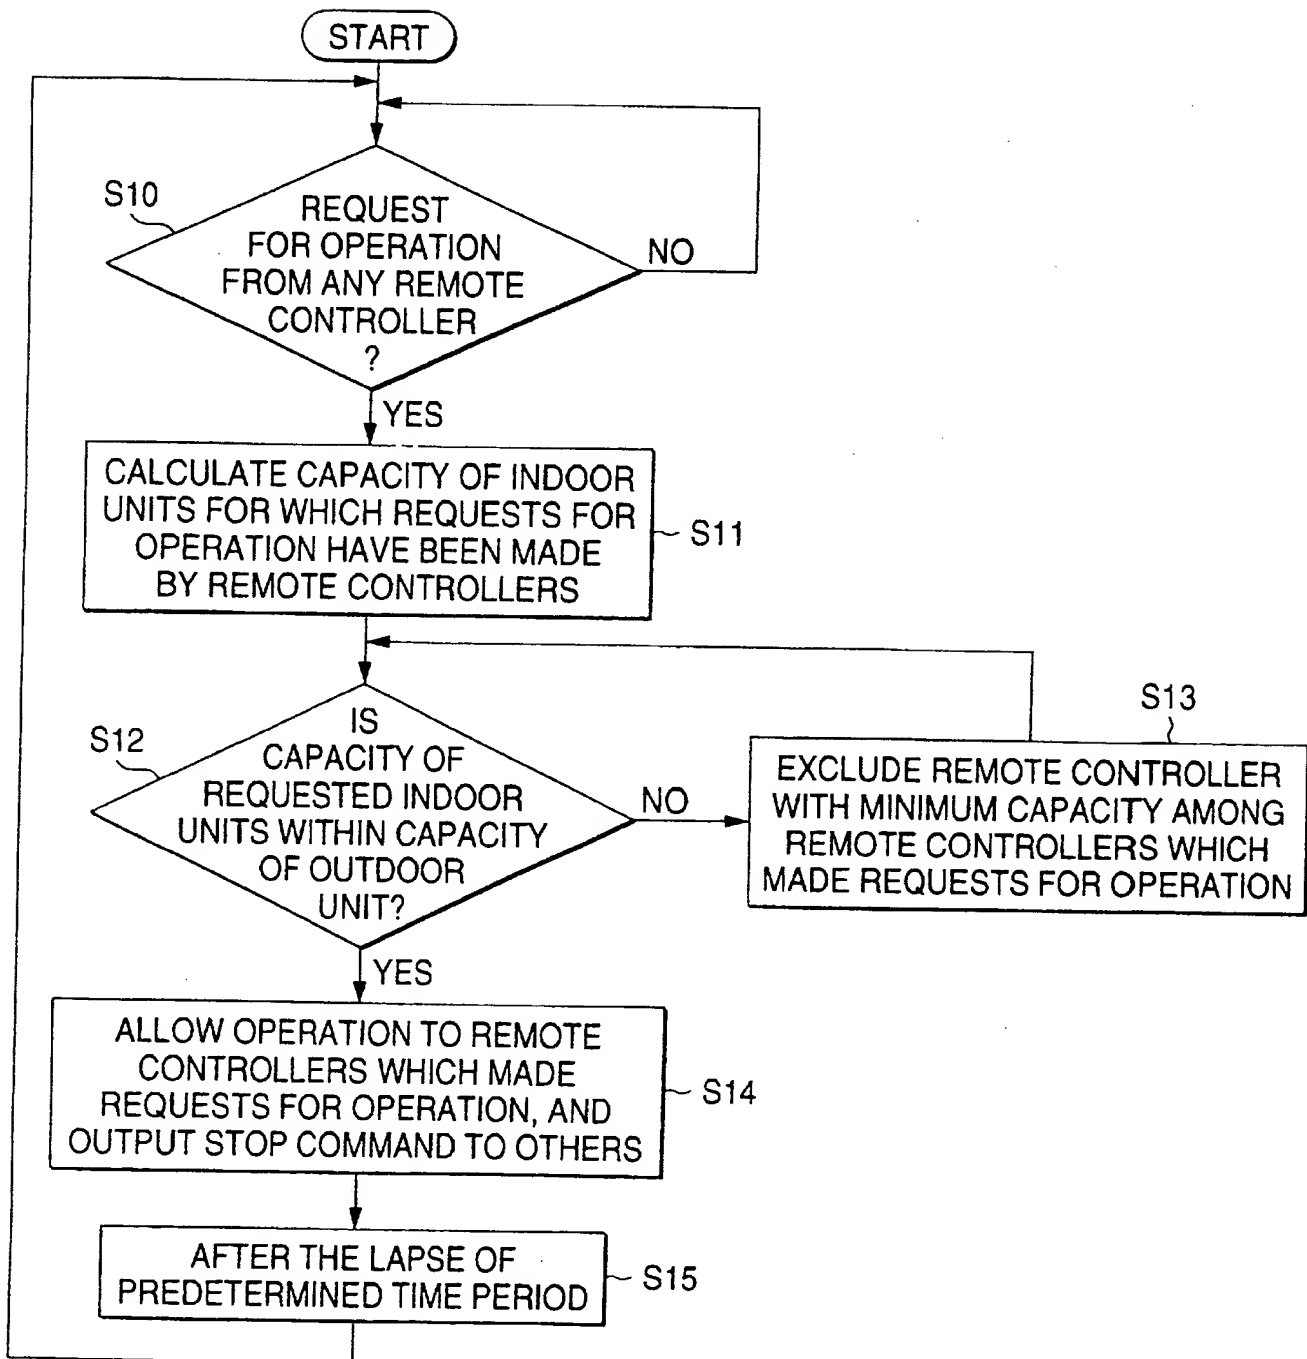 START
S10
REQUEST
FOR OPERATION
FROM ANY REMOTE
CONTROLLER
?
NO
YES
CALCULATE CAPACITY OF INDOOR
UNITS FOR WHICH REQUESTS FOR
OPERATION HAVE BEEN MADE
BY REMOTE CONTROLLERS
S11
S12
IS
CAPACITY OF
REQUESTED INDOOR
UNITS WITHIN CAPACITY
OF OUTDOOR
UNIT?
NO
S13
EXCLUDE REMOTE CONTROLLER
WITH MINIMUM CAPACITY AMONG
REMOTE CONTROLLERS WHICH
MADE REQUESTS FOR OPERATION
YES
ALLOW OPERATION TO REMOTE
CONTROLLERS WHICH MADE
REQUESTS FOR OPERATION, AND
OUTPUT STOP COMMAND TO OTHERS
S14
AFTER THE LAPSE OF
PREDETERMINED TIME PERIOD
S15